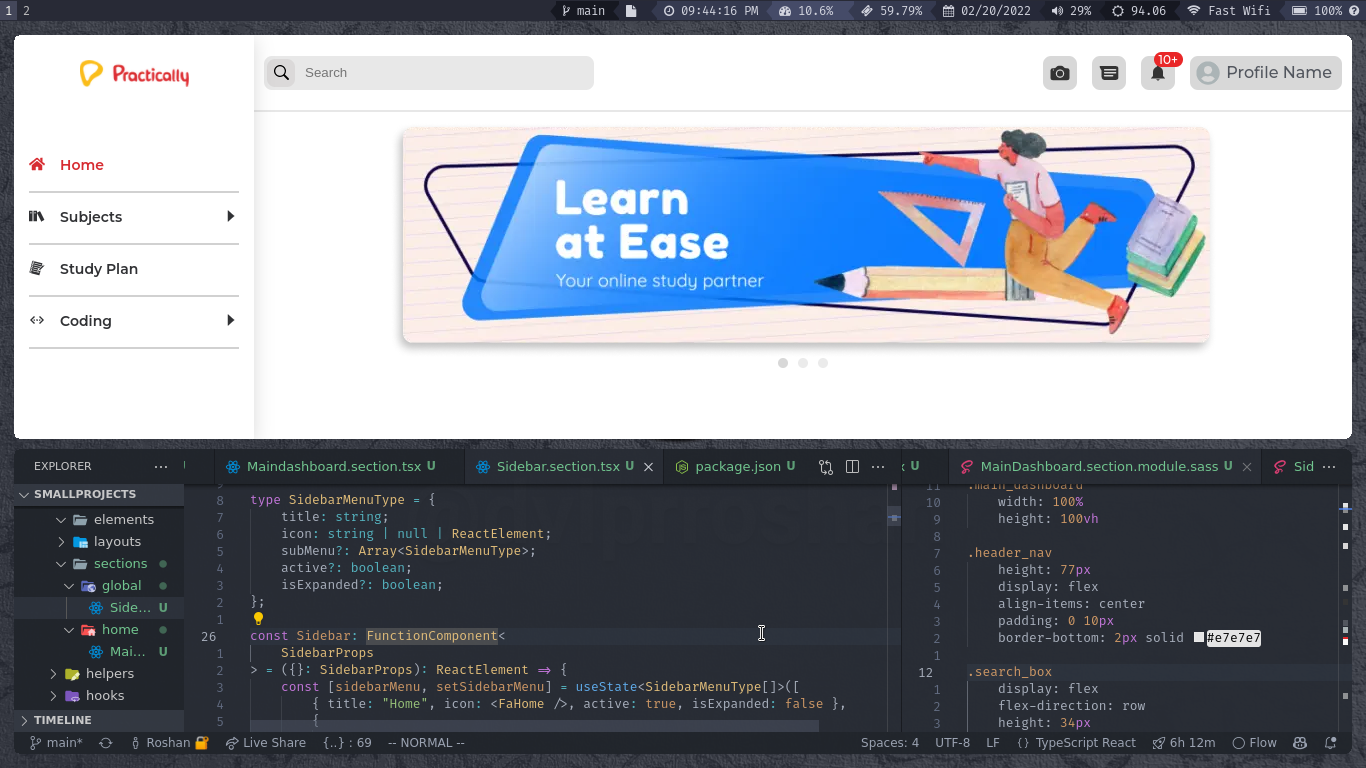 1 2 main 09:44:16 PM 10.6% 59.79% 02/20/2022 29% 94.06 Fast Wifi 100%
Practically
Search
10+
Profile Name
Home
Subjects
Study Plan
Coding
Learn
at Ease
Your online study partner
EXPLORER ···
SMALLPROJECTS
elements
layouts
sections
global
Side... U
home
Mai... U
helpers
hooks
TIMELINE
U Maindashboard.section.tsx U Sidebar.section.tsx U package.json U ···
8 type SidebarMenuType = {
7 title: string;
6 icon: string | null | ReactElement;
5 subMenu?: Array<SidebarMenuType>;
4 active?: boolean;
3 isExpanded?: boolean;
2 };
1
26 const Sidebar: FunctionComponent<
1 SidebarProps
2 > = ({}: SidebarProps): ReactElement => {
3 const [sidebarMenu, setSidebarMenu] = useState<SidebarMenuType[]>([
4 { title: "Home", icon: <FaHome />, active: true, isExpanded: false },
5 {
x U MainDashboard.section.module.sass U Sid ···
11 .main_dashboard
10 width: 100%
9 height: 100vh
8
7 .header_nav
6 height: 77px
5 display: flex
4 align-items: center
3 padding: 0 10px
2 border-bottom: 2px solid #e7e7e7
1
12 .search_box
1 display: flex
2 flex-direction: row
3 height: 34px
main* Roshan Live Share {..} : 69 -- NORMAL -- Spaces: 4 UTF-8 LF TypeScript React 6h 12m Flow